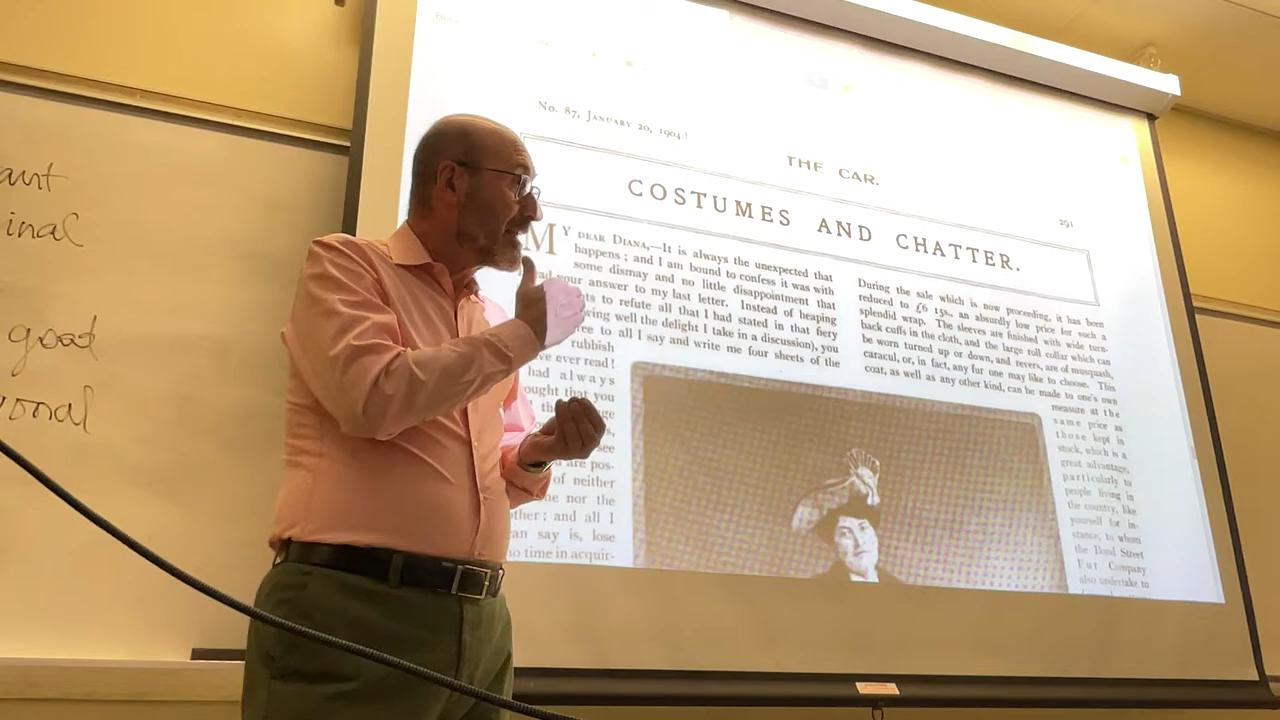 inal
good
No. 87, January 20, 1904
THE CAR.
291
COSTUMES AND CHATTER.
MY DEAR DIANA,—It is always the unexpected that
happens; and I am bound to confess it was with
some dismay and no little disappointment that
your answer to my last letter. Instead of heaping
to refute all that I had stated in that fiery
well the delight I take in a discussion), you
to all I say and write me four sheets of the
rubbish
ever read!
had always
that you
see
are pos-
of neither
nor the
and all I
say is, lose
time in acquir-
During the sale which is now proceeding, it has been
reduced to £6 15s., an absurdly low price for such a
splendid wrap. The sleeves are finished with wide turn-
back cuffs in the cloth, and the large roll collar which can
be worn turned up or down, and revers, are of musquash,
caracul, or, in fact, any fur one may like to choose. This
coat, as well as any other kind, can be made to one's own
measure at the
same price as
those kept in
stock, which is a
great advantage,
particularly to
people living in
the country, like
yourself for in-
stance, to whom
the Bond Street
Fur Company
also undertake to